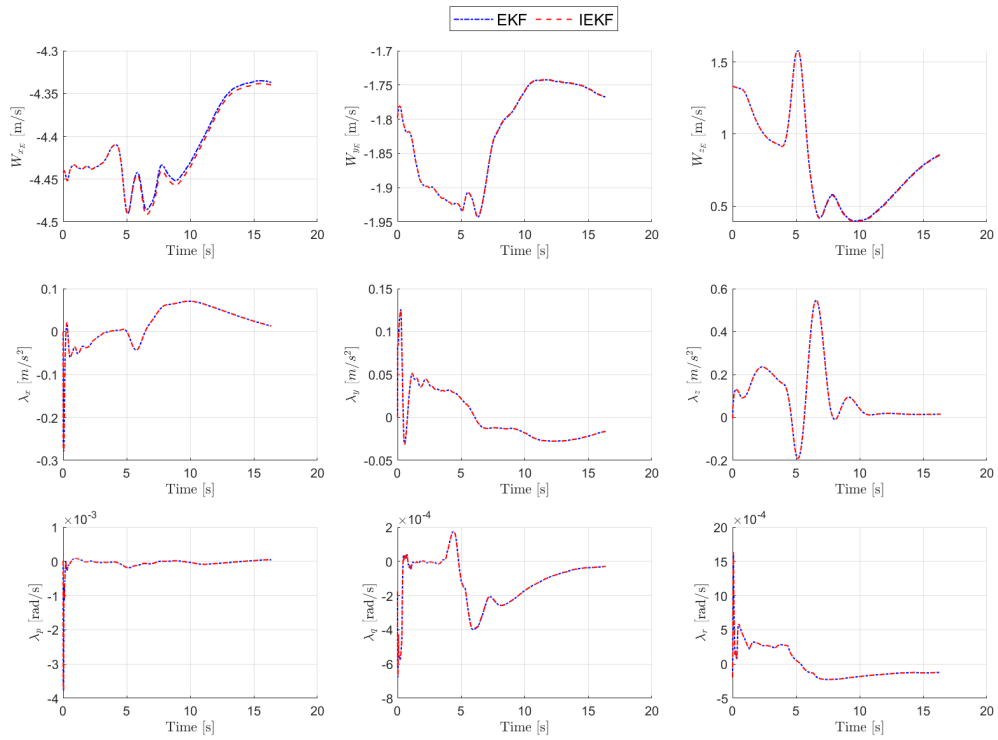 EKF IEKF
-4.3 -4.35 -4.4 -4.45 -4.5
W_{x_E} [m/s]
0 5 10 15 20
Time [s]
-1.7 -1.75 -1.8 -1.85 -1.9 -1.95
W_{y_E} [m/s]
0 5 10 15 20
Time [s]
1.5 1 0.5
W_{z_E} [m/s]
0 5 10 15 20
Time [s]
0.1 0 -0.1 -0.2 -0.3
λ_x [m/s²]
0 5 10 15 20
Time [s]
0.15 0.1 0.05 0 -0.05
λ_y [m/s²]
0 5 10 15 20
Time [s]
0.6 0.4 0.2 0 -0.2
λ_z [m/s²]
0 5 10 15 20
Time [s]
×10⁻³
1 0 -1 -2 -3 -4
λ_p [rad/s]
0 5 10 15 20
Time [s]
×10⁻⁴
2 0 -2 -4 -6 -8
λ_q [rad/s]
0 5 10 15 20
Time [s]
×10⁻⁴
20 15 10 5 0 -5
λ_r [rad/s]
0 5 10 15 20
Time [s]